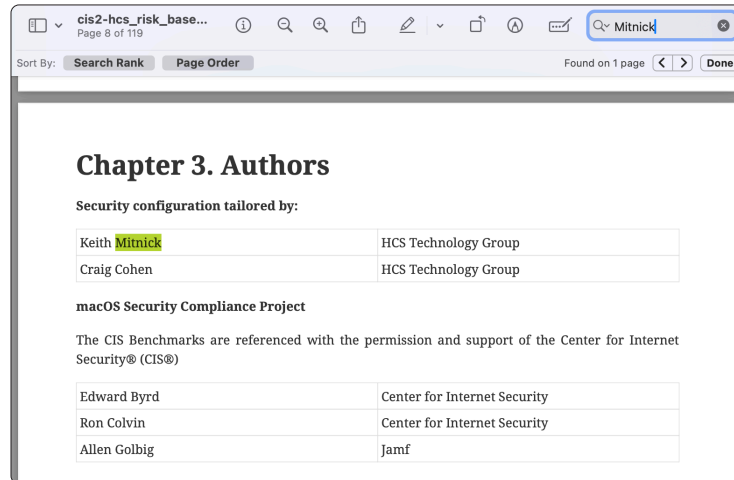 cis2-hcs_risk_base...
Page 8 of 119
Mitnick
Sort By: Search Rank Page Order Found on 1 page Done
Chapter 3. Authors
Security configuration tailored by:
Keith Mitnick HCS Technology Group
Craig Cohen HCS Technology Group
macOS Security Compliance Project
The CIS Benchmarks are referenced with the permission and support of the Center for Internet
Security® (CIS®)
Edward Byrd Center for Internet Security
Ron Colvin Center for Internet Security
Allen Golbig Jamf